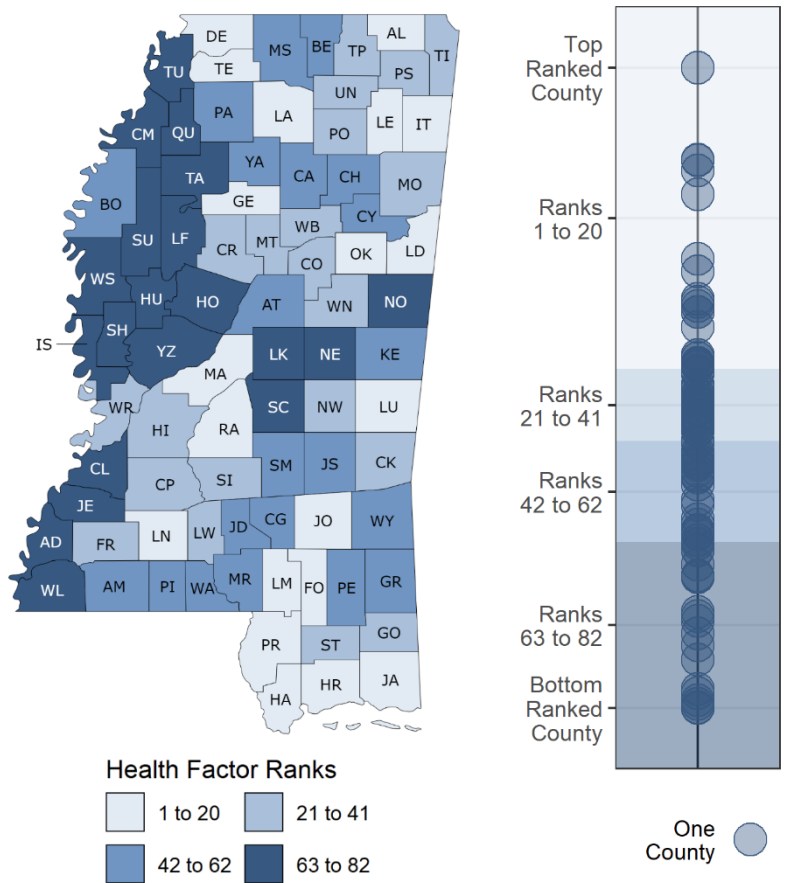 DE
AL
MS
BE
TP
TI
TU
TE
PS
UN
PA
LA
LE
IT
CM
QU
PO
YA
TA
CA
CH
MO
BO
GE
CY
WB
SU
LF
CR
MT
OK
LD
CO
WS
HU
HO
AT
WN
NO
SH
IS
YZ
LK
NE
KE
MA
WR
SC
NW
LU
HI
RA
CL
SM
JS
CK
CP
SI
JE
JD
CG
JO
WY
AD
FR
LN
LW
WL
AM
PI
WA
MR
LM
FO
PE
GR
PR
ST
GO
HA
HR
JA
Health Factor Ranks
1 to 20
21 to 41
42 to 62
63 to 82
Top
Ranked
County
Ranks
1 to 20
Ranks
21 to 41
Ranks
42 to 62
Ranks
63 to 82
Bottom
Ranked
County
One
County